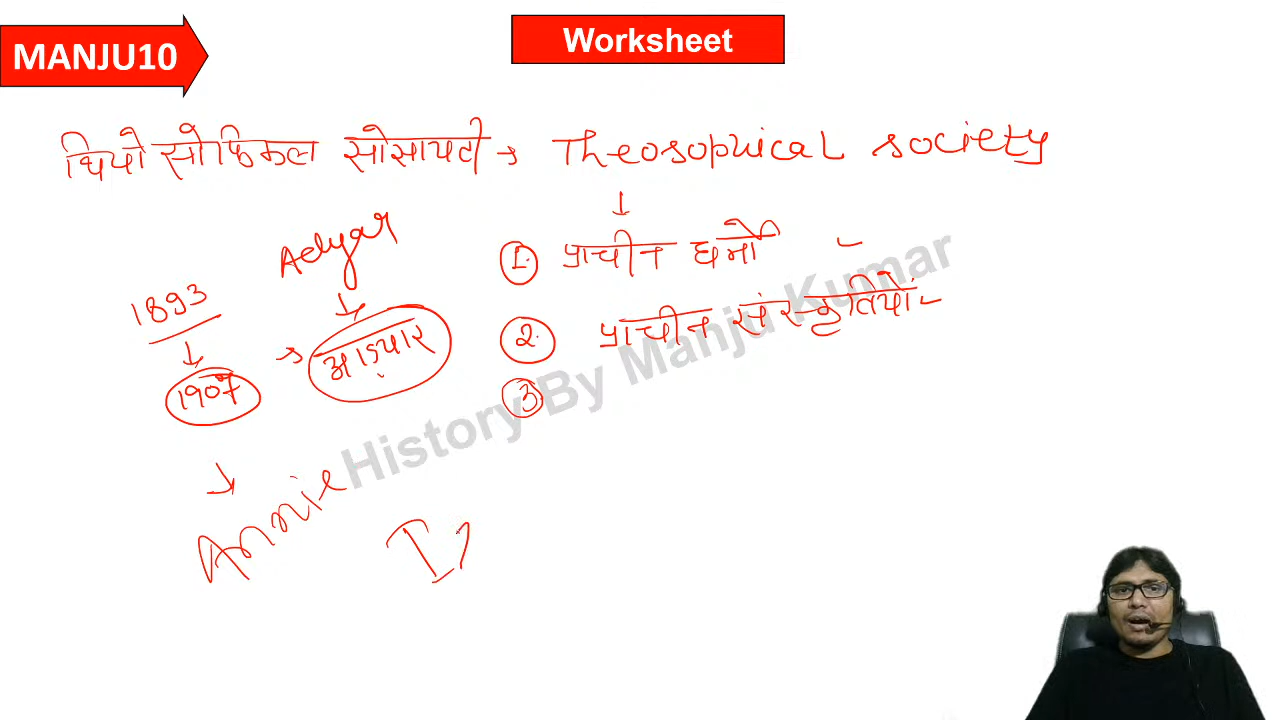 MANJU10
Worksheet
थियोसोफिकल सोसायटी → Theosophical society
↓
Adyar
① प्राचीन धर्मों
1893
↓
↓
② प्राचीन संस्कृतियों
1907 → आड्यार
③
↓
Annie
History By Manju Kumar